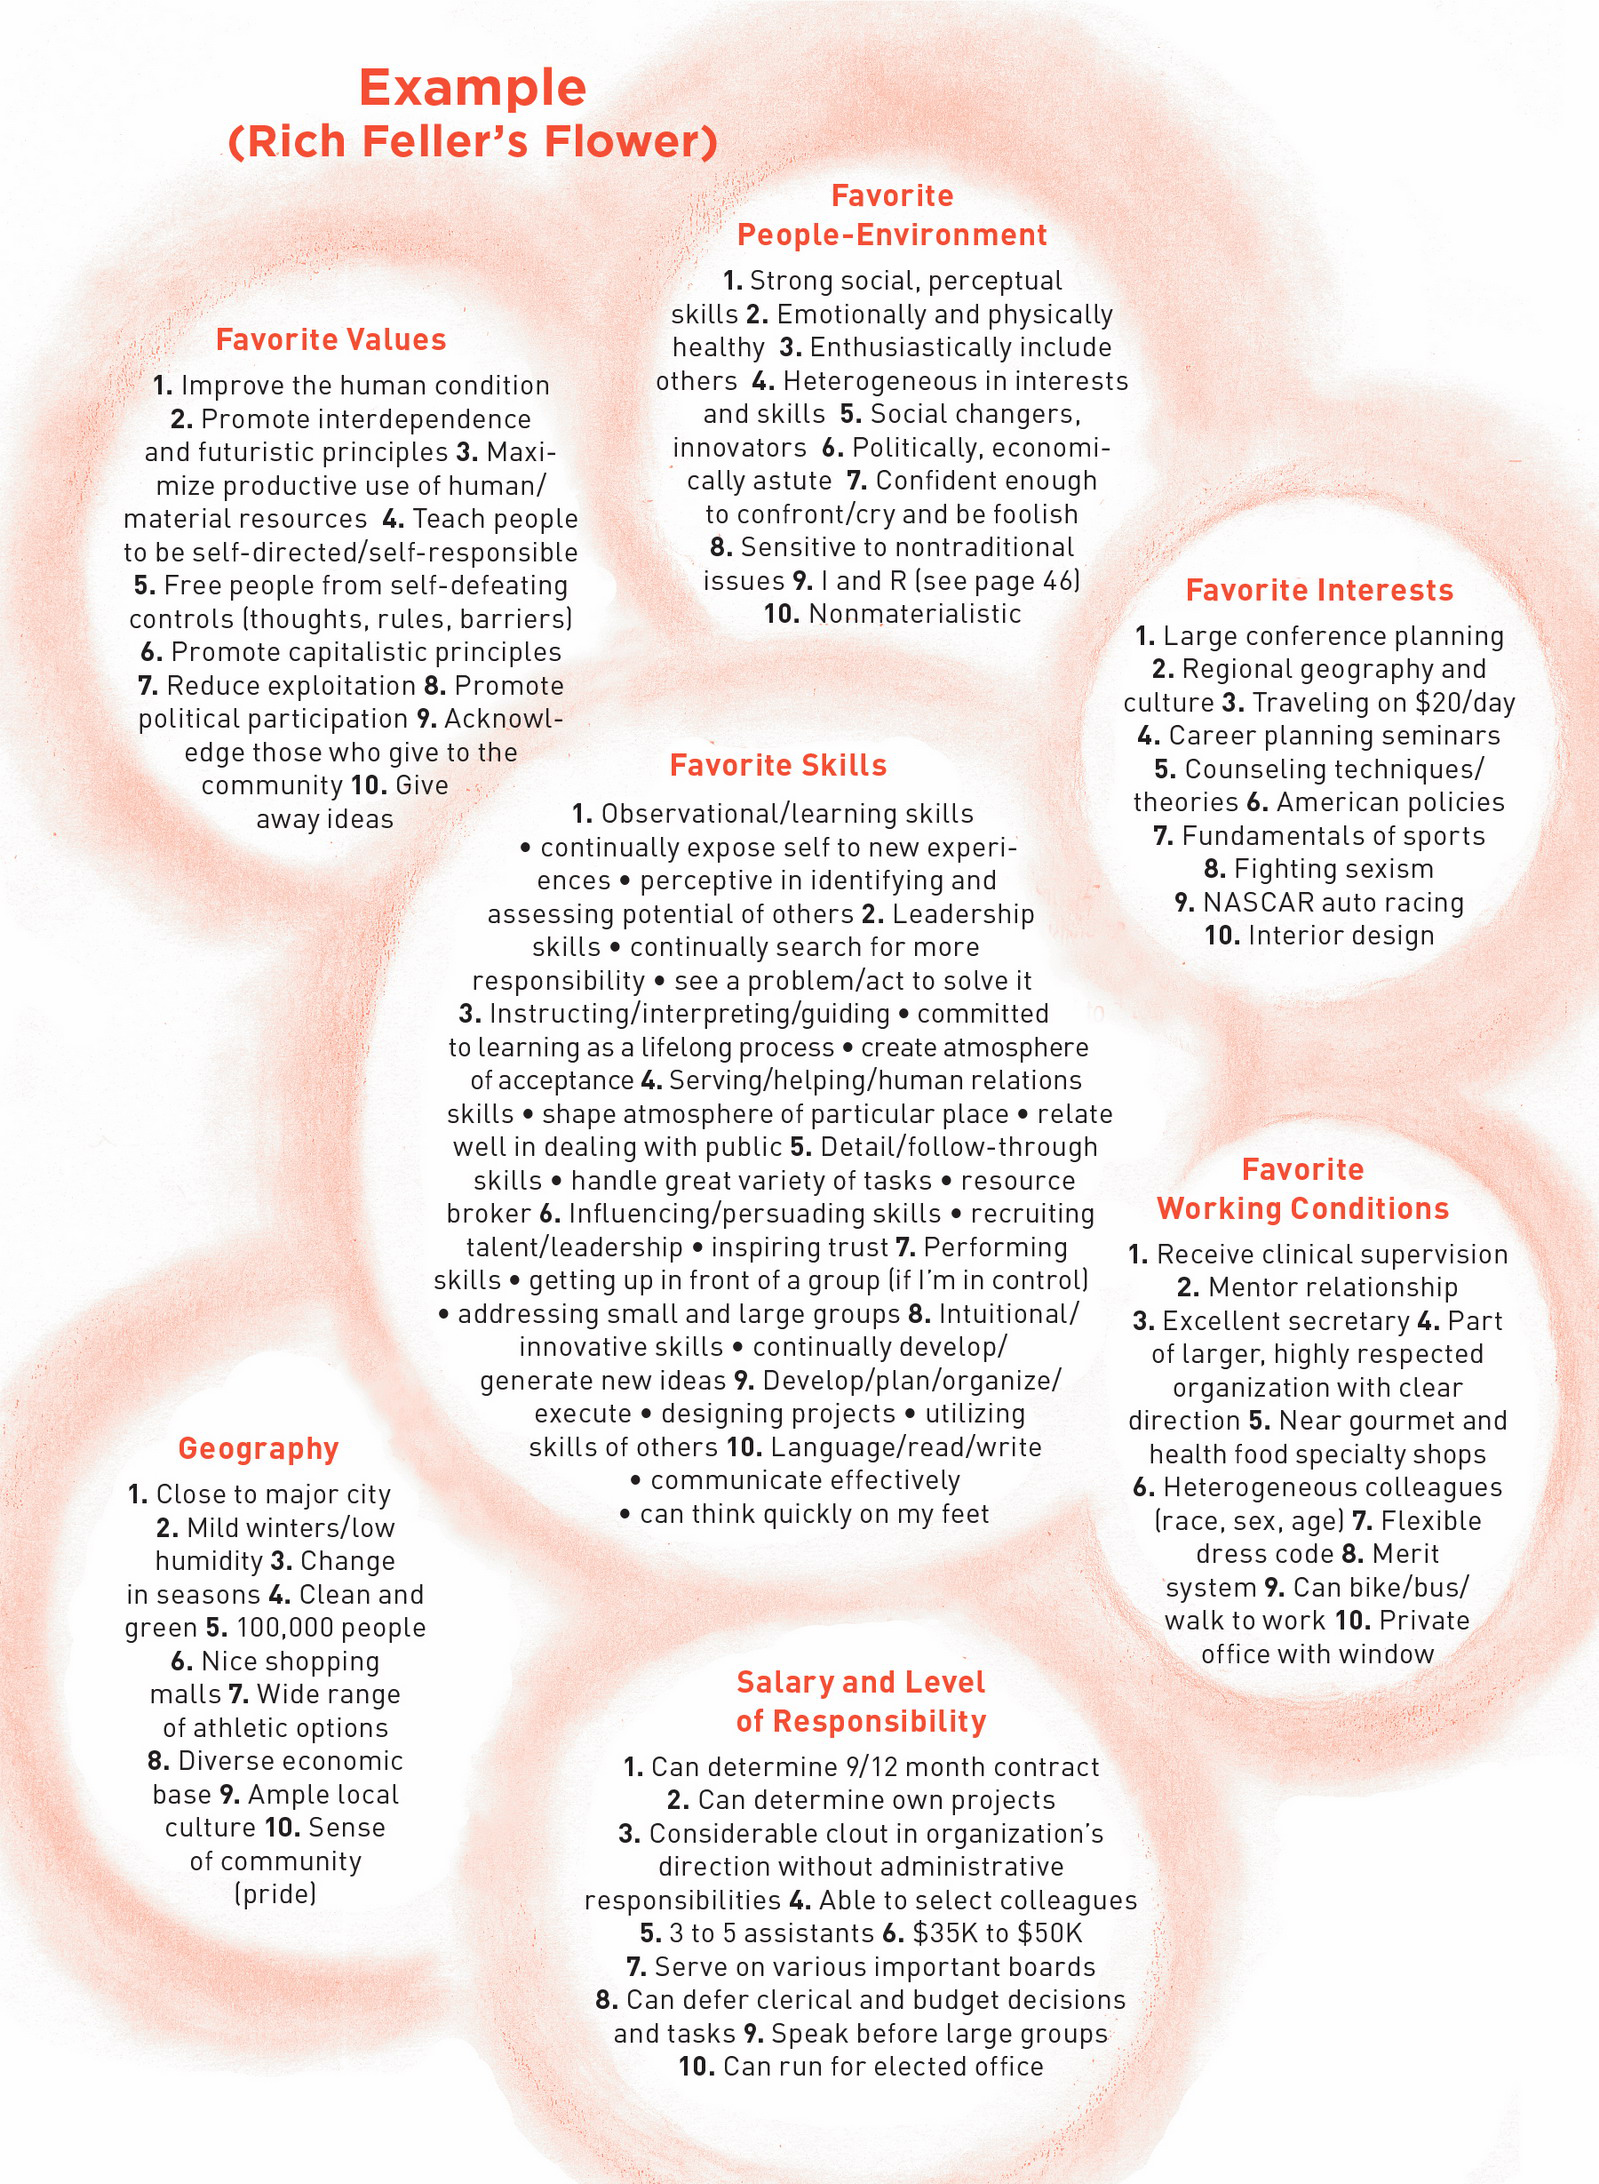 Example
(Rich Feller’s Flower)
Favorite
People-Environment
1. Strong social, perceptual
skills 2. Emotionally and physically
healthy 3. Enthusiastically include
others 4. Heterogeneous in interests
and skills 5. Social changers,
innovators 6. Politically, economi-
cally astute 7. Confident enough
to confront/cry and be foolish
8. Sensitive to nontraditional
issues 9. I and R (see page 46)
10. Nonmaterialistic
Favorite Values
1. Improve the human condition
2. Promote interdependence
and futuristic principles 3. Maxi-
mize productive use of human/
material resources 4. Teach people
to be self-directed/self-responsible
5. Free people from self-defeating
controls (thoughts, rules, barriers)
6. Promote capitalistic principles
7. Reduce exploitation 8. Promote
political participation 9. Acknowl-
edge those who give to the
community 10. Give
away ideas
Favorite Interests
1. Large conference planning
2. Regional geography and
culture 3. Traveling on $20/day
4. Career planning seminars
5. Counseling techniques/
theories 6. American policies
7. Fundamentals of sports
8. Fighting sexism
9. NASCAR auto racing
10. Interior design
Favorite Skills
1. Observational/learning skills
• continually expose self to new experi-
ences • perceptive in identifying and
assessing potential of others 2. Leadership
skills • continually search for more
responsibility • see a problem/act to solve it
3. Instructing/interpreting/guiding • committed
to learning as a lifelong process • create atmosphere
of acceptance 4. Serving/helping/human relations
skills • shape atmosphere of particular place • relate
well in dealing with public 5. Detail/follow-through
skills • handle great variety of tasks • resource
broker 6. Influencing/persuading skills • recruiting
talent/leadership • inspiring trust 7. Performing
skills • getting up in front of a group (if I’m in control)
• addressing small and large groups 8. Intuitional/
innovative skills • continually develop/
generate new ideas 9. Develop/plan/organize/
execute • designing projects • utilizing
skills of others 10. Language/read/write
• communicate effectively
• can think quickly on my feet
Favorite
Working Conditions
1. Receive clinical supervision
2. Mentor relationship
3. Excellent secretary 4. Part
of larger, highly respected
organization with clear
direction 5. Near gourmet and
health food specialty shops
6. Heterogeneous colleagues
(race, sex, age) 7. Flexible
dress code 8. Merit
system 9. Can bike/bus/
walk to work 10. Private
office with window
Geography
1. Close to major city
2. Mild winters/low
humidity 3. Change
in seasons 4. Clean and
green 5. 100,000 people
6. Nice shopping
malls 7. Wide range
of athletic options
8. Diverse economic
base 9. Ample local
culture 10. Sense
of community
(pride)
Salary and Level
of Responsibility
1. Can determine 9/12 month contract
2. Can determine own projects
3. Considerable clout in organization’s
direction without administrative
responsibilities 4. Able to select colleagues
5. 3 to 5 assistants 6. $35K to $50K
7. Serve on various important boards
8. Can defer clerical and budget decisions
and tasks 9. Speak before large groups
10. Can run for elected office